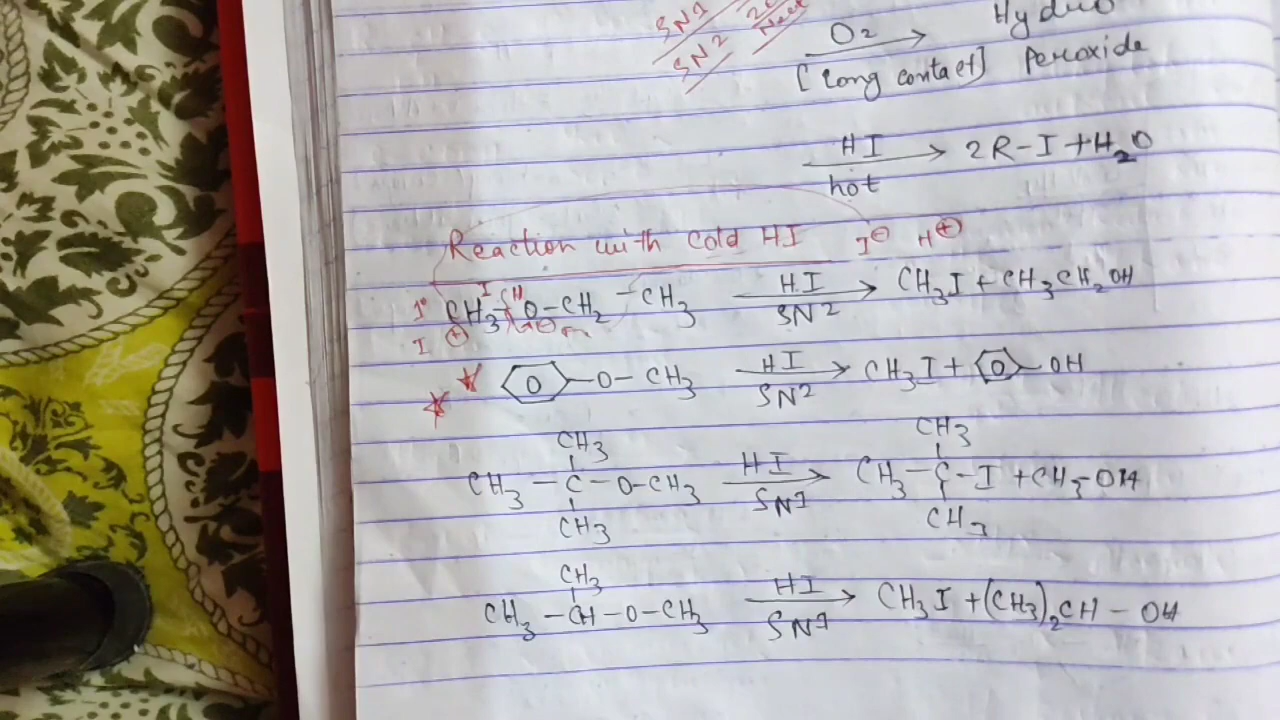 SN1
SN2
O2 → Hydro
[long contact] Peroxide
HI → 2R-I + H2O
hot
Reaction with cold HI I⊖ H⊕
1° CH3-O-CH2-CH3 HI → CH3I + CH3CH2OH
I ⊕ SN2
O -O-CH3 HI → CH3I + O -OH
SN2
CH3 CH3
CH3-C-O-CH3 HI → CH3-C-I + CH3-OH
CH3 SN1 CH3
CH3
CH3-CH-O-CH3 HI → CH3I + (CH3)2CH-OH
SN1